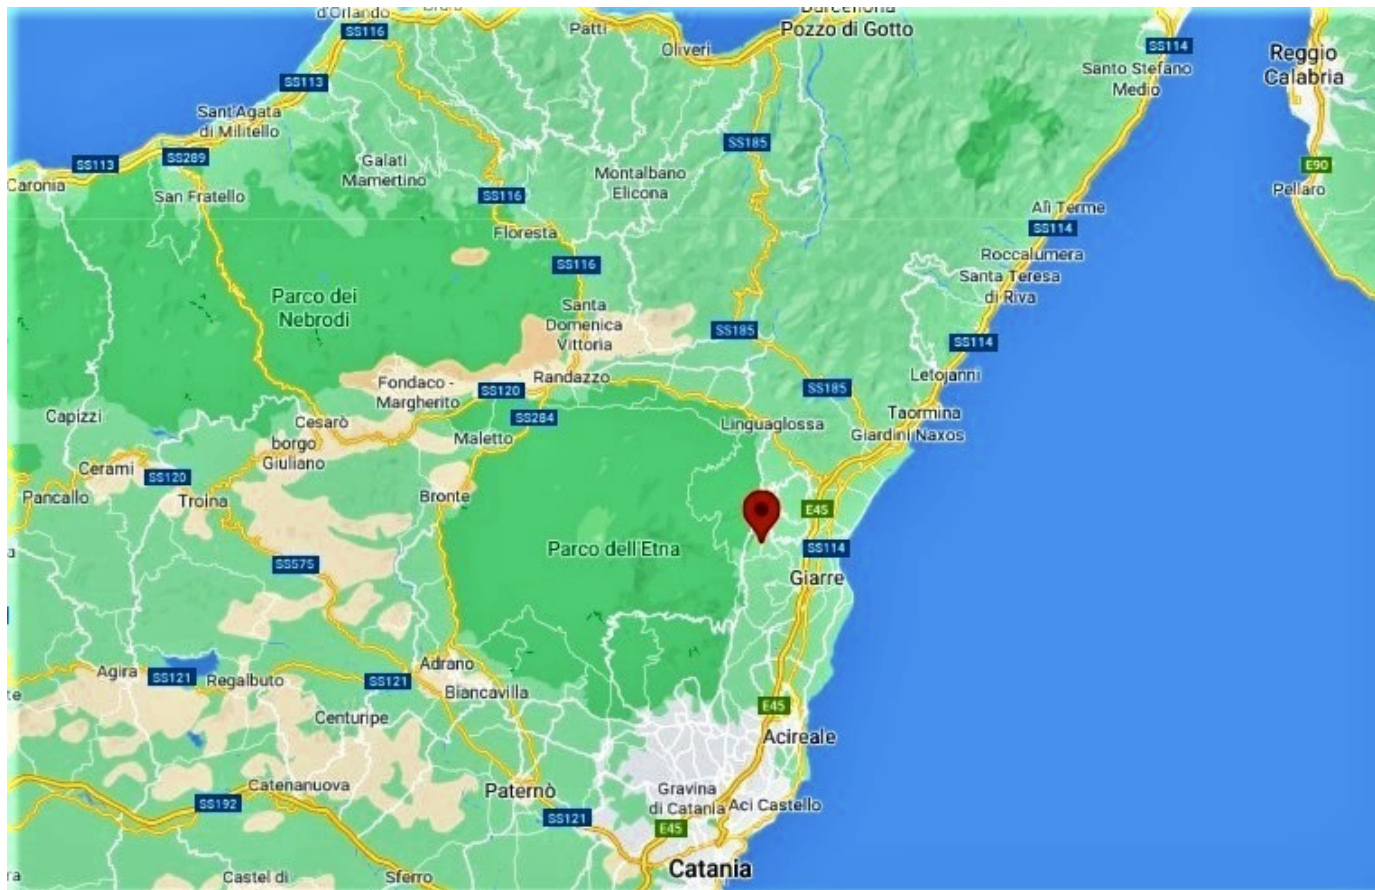 d'Orlando
Patti
Barcellona
Pozzo di Gotto
SS116
Oliveri
SS114
Santo Stefano
Medio
Reggio
Calabria
SS113
Sant'Agata
di Militello
SS289
SS113
Caronia
San Fratello
Galati
Mamertino
SS185
Montalbano
Elicona
SS116
E90
Pellaro
Alì Terme
SS114
Floresta
SS116
Roccalumera
Santa Teresa
di Riva
Parco dei
Nebrodi
Santa
Domenica
Vittoria
SS185
SS114
Letojanni
Fondaco -
Margherito
SS120
Randazzo
SS185
SS284
Capizzi
Cesarò
Maletto
Linguaglossa
Taormina
Giardini Naxos
borgo
Giuliano
Cerami
SS120
Pancallo
Troina
Bronte
E45
Parco dell'Etna
SS114
SS575
Giarre
Adrano
Agira
SS121
Regalbuto
SS121
Biancavilla
E45
Centuripe
Acireale
Catenanuova
Paternò
SS192
Gravina
di Catania
Aci Castello
SS121
E45
Catania
Castel di
Sferro